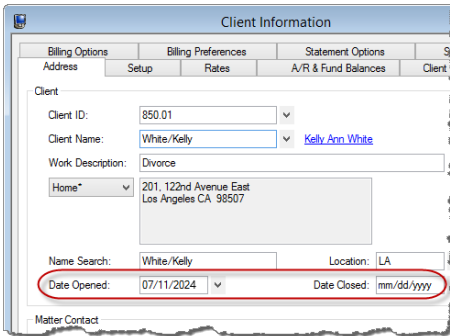 Client Information
Billing Options Billing Preferences Statement Options
Address Setup Rates A/R & Fund Balances Client
Client
Client ID: 850.01
Client Name: White/Kelly Kelly Ann White
Work Description: Divorce
Home* 201, 122nd Avenue East
Los Angeles CA 98507
Name Search: White/Kelly Location: LA
Date Opened: 07/11/2024 Date Closed: mm/dd/yyyy
Matter Contact